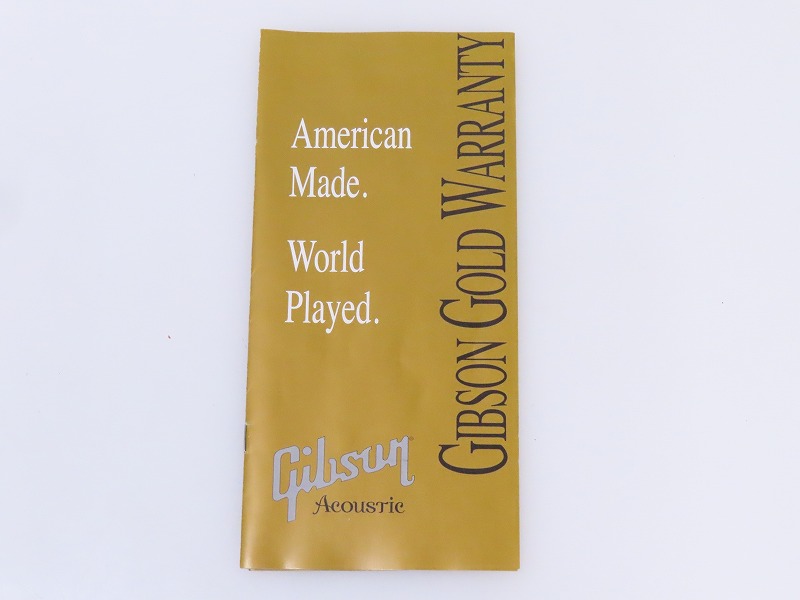 American
Made.
World
Played.
GIBSON GOLD WARRANTY
Gibson
Acoustic